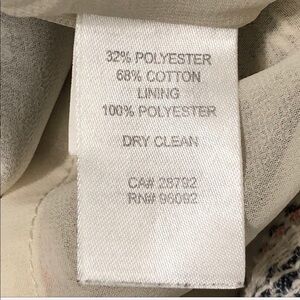 32% POLYESTER
68% COTTON
LINING
100% POLYESTER
DRY CLEAN
CA# 28792
RN# 96092